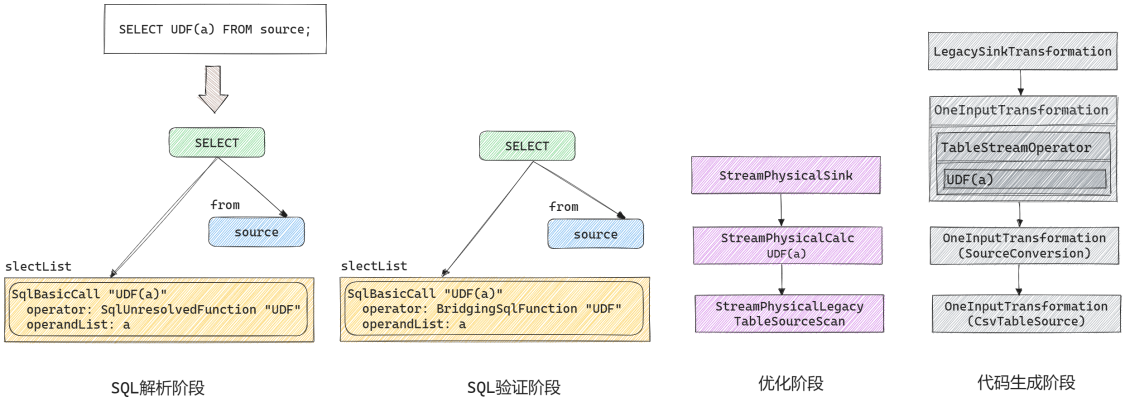 SELECT UDF(a) FROM source;
SELECT
from
source
slectList
SqlBasicCall "UDF(a)"
operator: SqlUnresolvedFunction "UDF"
operandList: a
SQL解析阶段
SELECT
from
source
slectList
SqlBasicCall "UDF(a)"
operator: BridgingSqlFunction "UDF"
operandList: a
SQL验证阶段
StreamPhysicalSink
StreamPhysicalCalc
UDF(a)
StreamPhysicalLegacy
TableSourceScan
优化阶段
LegacySinkTransformation
OneInputTransformation
TableStreamOperator
UDF(a)
OneInputTransformation
(SourceConversion)
OneInputTransformation
(CsvTableSource)
代码生成阶段